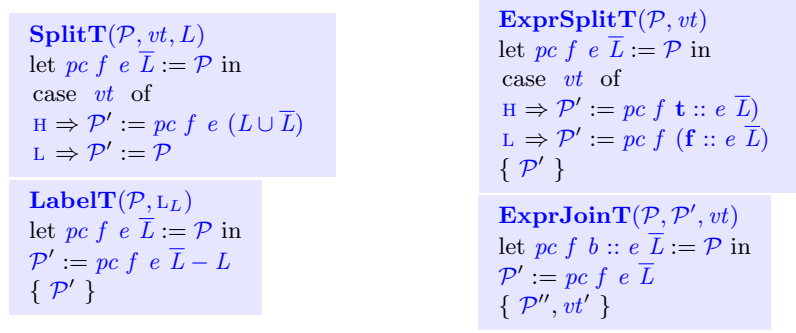 SplitT(𝒫, vt, L)
let pc f e L̅ := 𝒫 in
case vt of
H ⇒ 𝒫′ := pc f e (L ∪ L̅)
L ⇒ 𝒫′ := 𝒫
LabelT(𝒫, L_L)
let pc f e L̅ := 𝒫 in
𝒫′ := pc f e L̅ − L
{ 𝒫′ }
ExprSplitT(𝒫, vt)
let pc f e L̅ := 𝒫 in
case vt of
H ⇒ 𝒫′ := pc f t :: e L̅)
L ⇒ 𝒫′ := pc f (f :: e L̅)
{ 𝒫′ }
ExprJoinT(𝒫, 𝒫′, vt)
let pc f b :: e L̅ := 𝒫 in
𝒫′ := pc f e L̅
{ 𝒫″, vt′ }